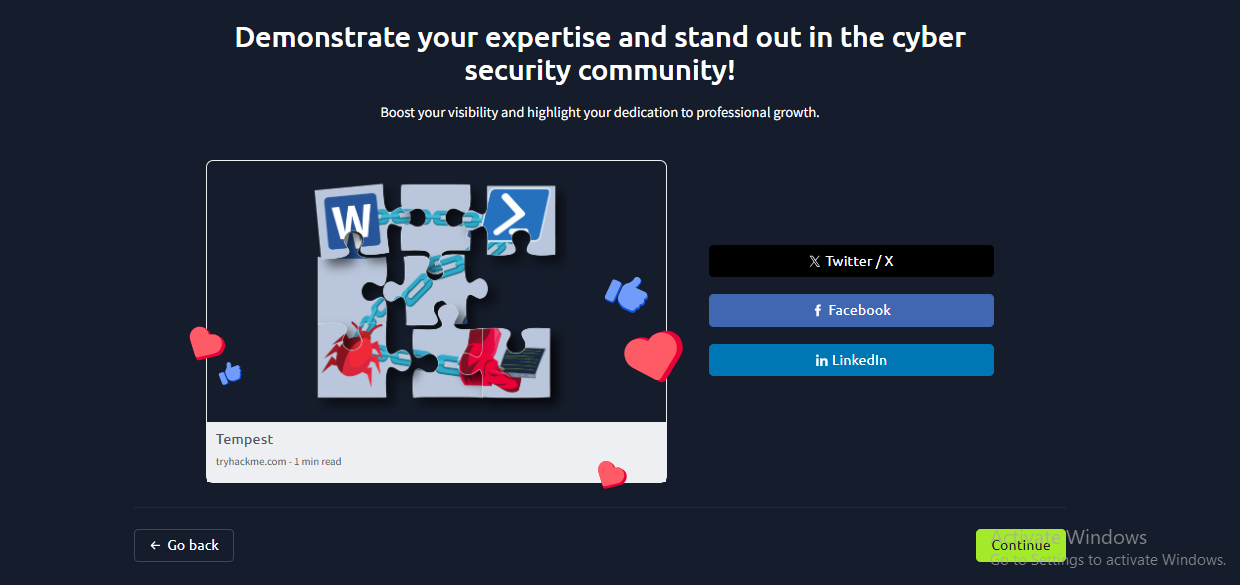 Demonstrate your expertise and stand out in the cyber
security community!
Boost your visibility and highlight your dedication to professional growth.
W
𝕏 Twitter / X
f Facebook
in LinkedIn
Tempest
tryhackme.com - 1 min read
← Go back
Continue
Activate Windows
Go to Settings to activate Windows.